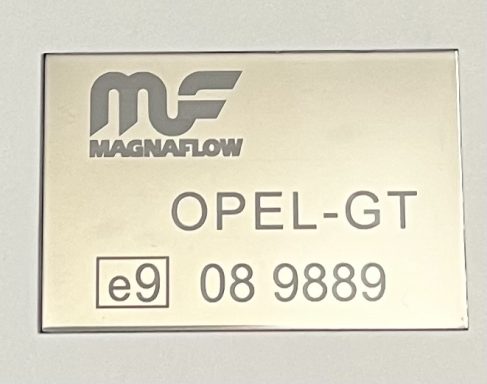 MF
MAGNAFLOW
OPEL-GT
e9 08 9889